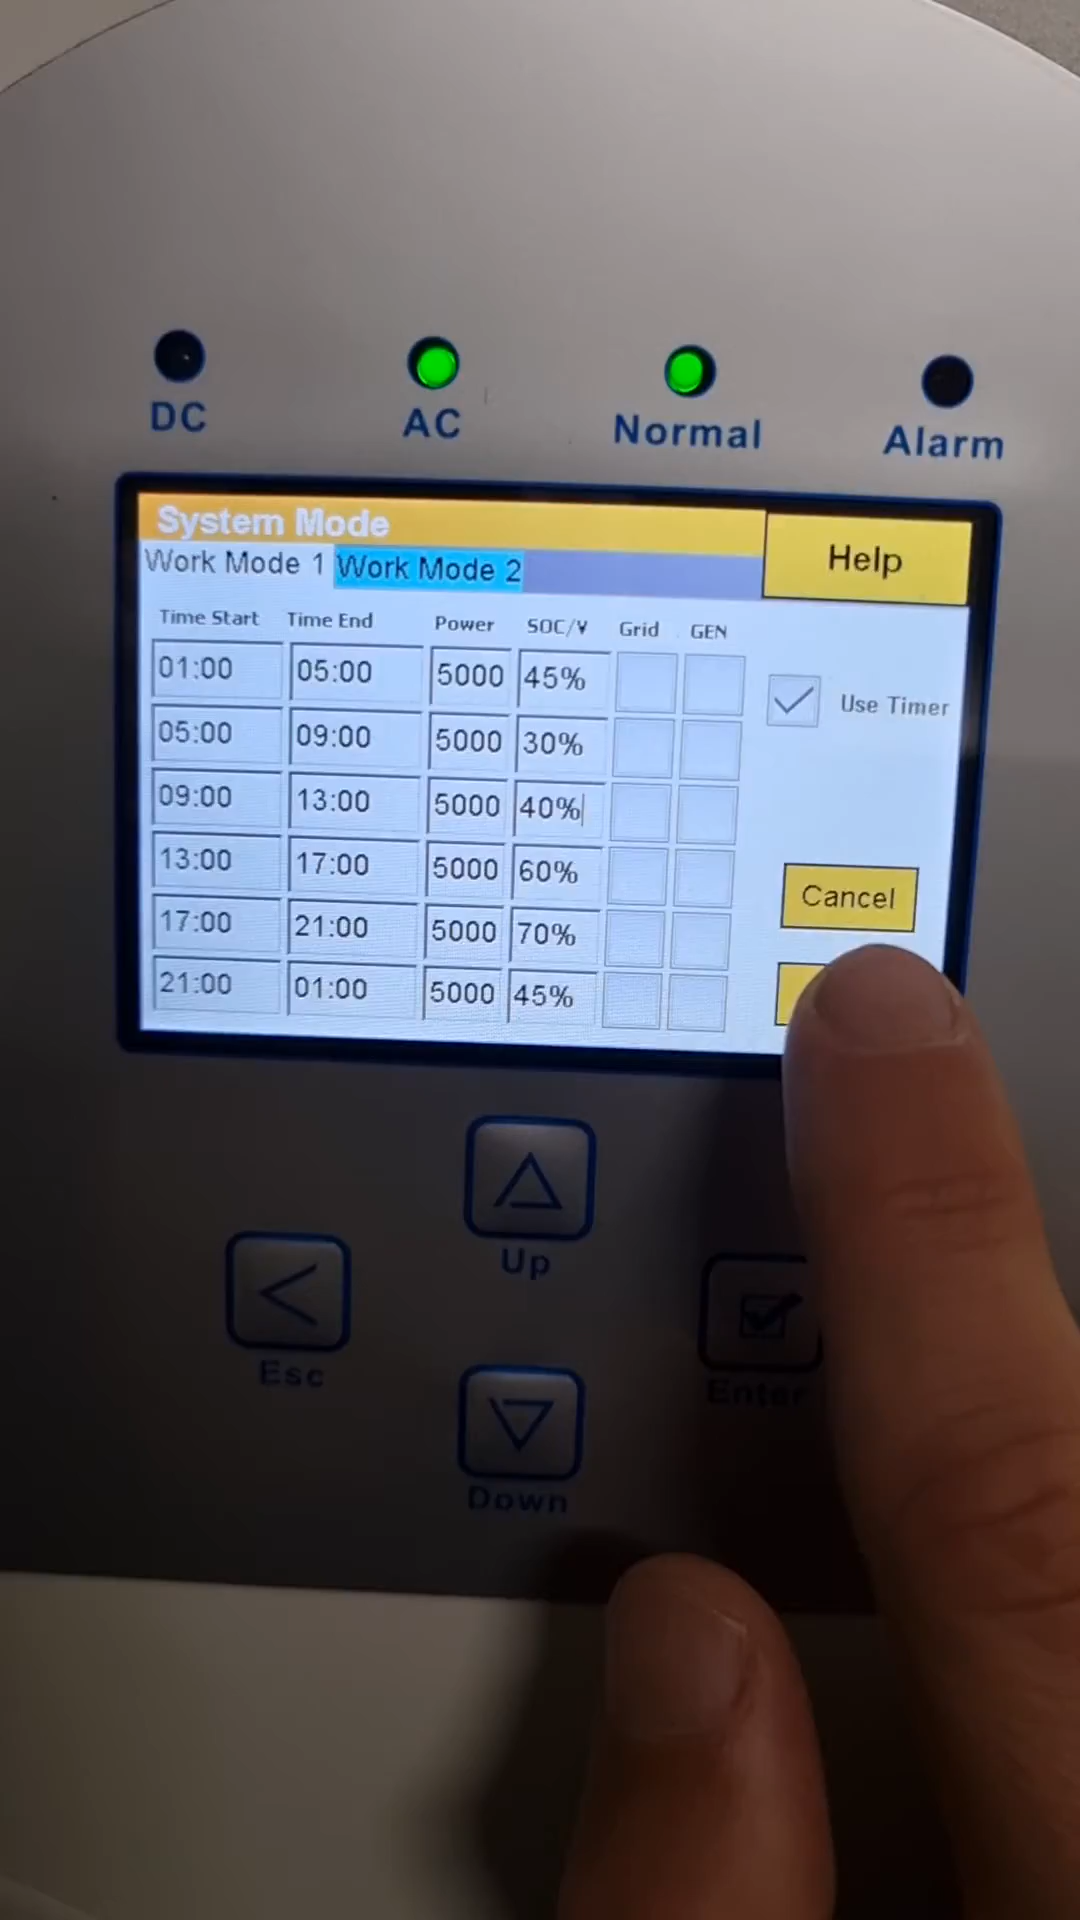 DC AC Normal Alarm
System Mode
Help
Work Mode 1 Work Mode 2
Time Start Time End Power SOC/V Grid GEN
01:00 05:00 5000 45%
Use Timer
05:00 09:00 5000 30%
09:00 13:00 5000 40%
13:00 17:00 5000 60%
Cancel
17:00 21:00 5000 70%
21:00 01:00 5000 45%
Up
Esc
Enter
Down